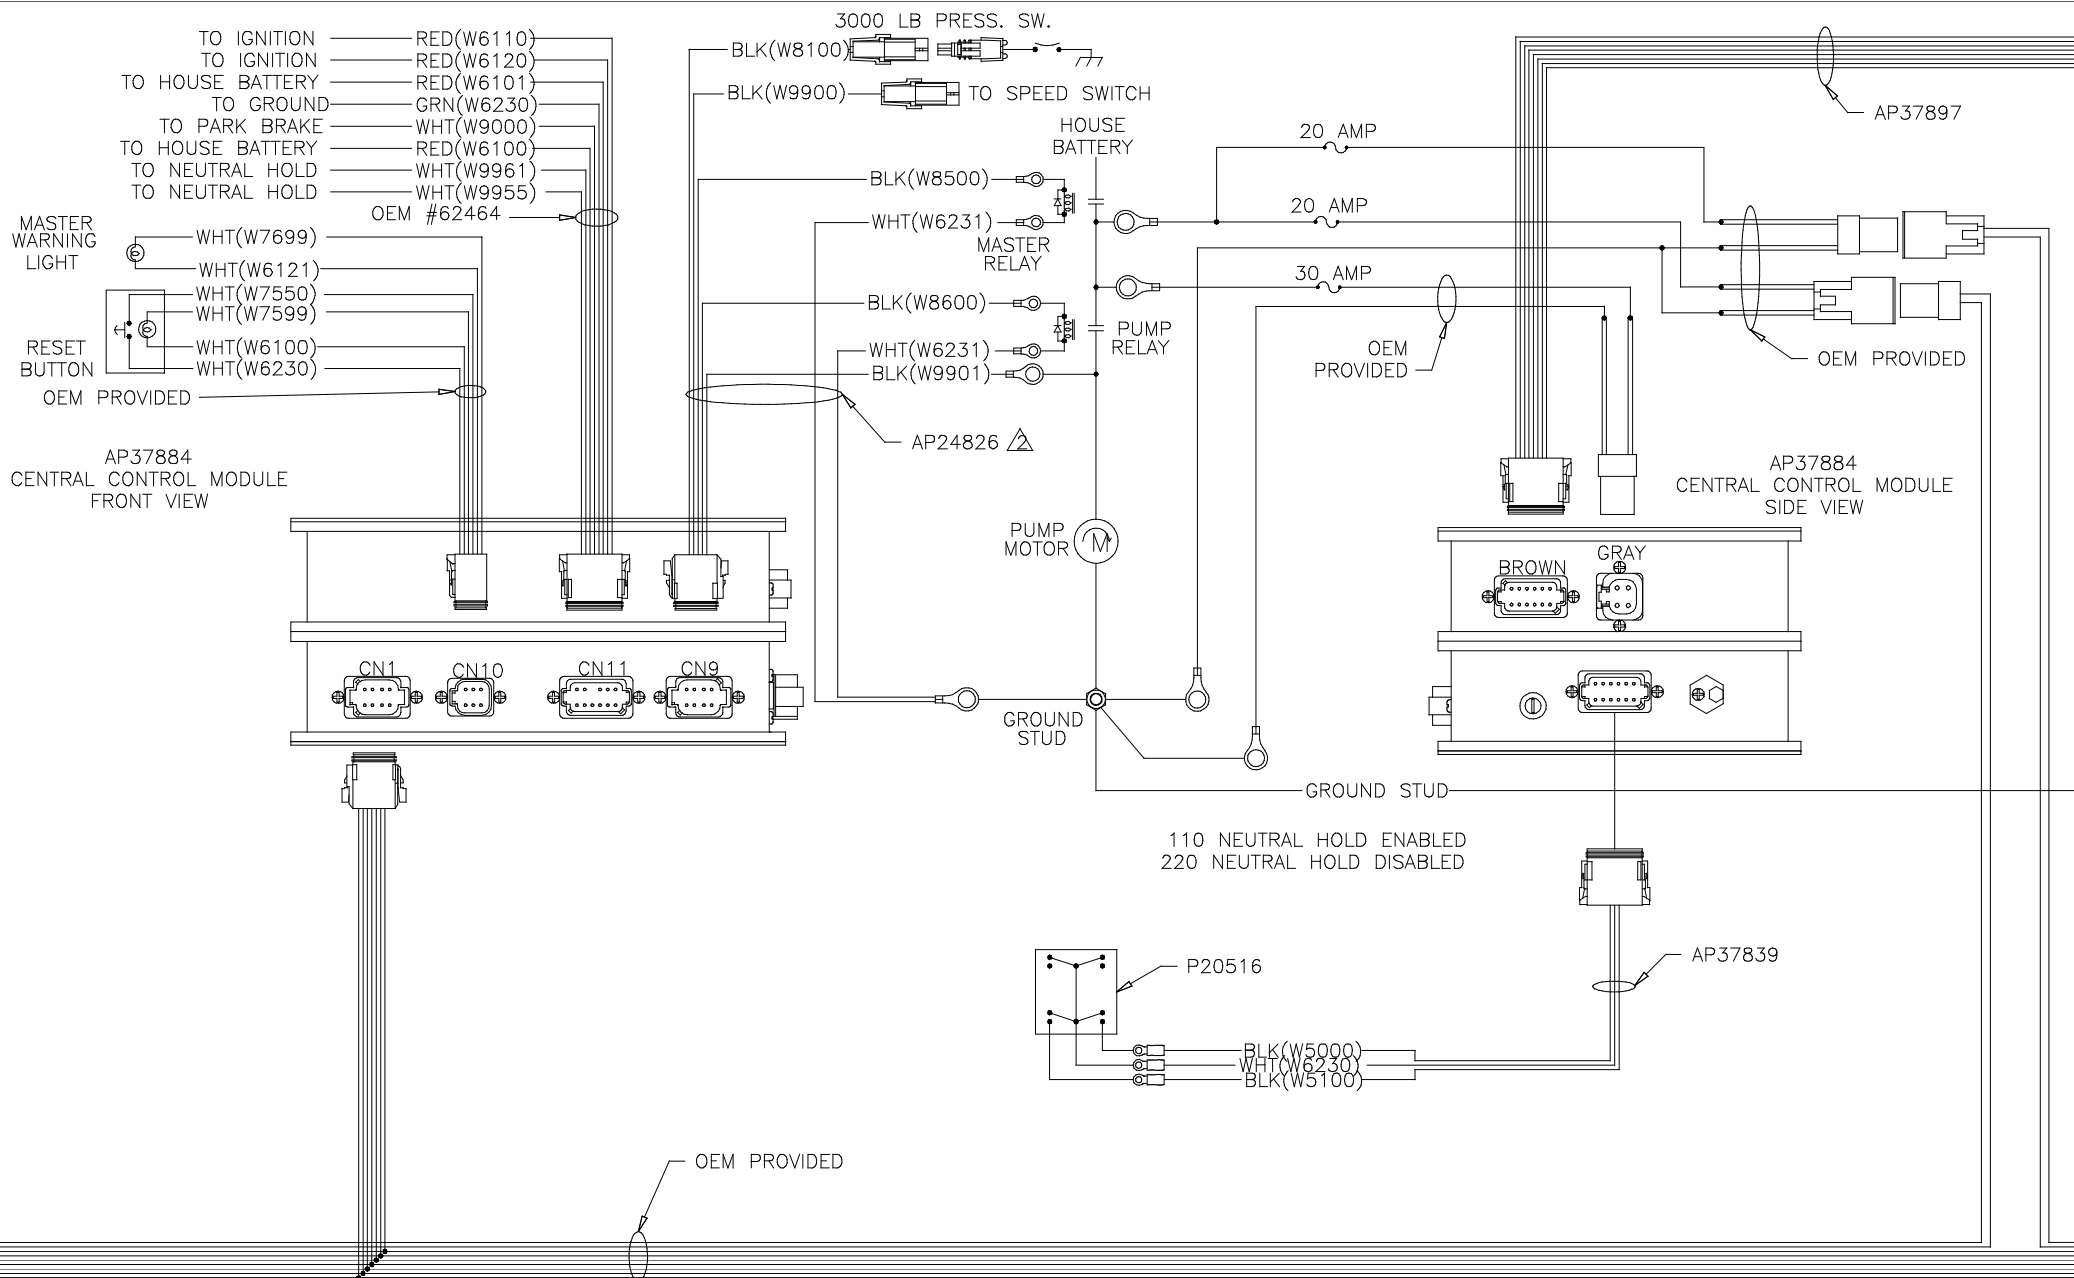 3000 LB PRESS. SW.
TO IGNITION RED(W6110)
TO IGNITION RED(W6120)
TO HOUSE BATTERY RED(W6101)
TO GROUND GRN(W6230)
TO PARK BRAKE WHT(W9000)
TO HOUSE BATTERY RED(W6100)
TO NEUTRAL HOLD WHT(W9961)
TO NEUTRAL HOLD WHT(W9955)
OEM #62464
BLK(W8100)
BLK(W9900) TO SPEED SWITCH
MASTER
WARNING
LIGHT
WHT(W7699)
WHT(W6121)
WHT(W7550)
WHT(W7599)
WHT(W6100)
WHT(W6230)
RESET
BUTTON
OEM PROVIDED
HOUSE
BATTERY
BLK(W8500)
WHT(W6231)
MASTER
RELAY
BLK(W8600)
WHT(W6231)
BLK(W9901)
PUMP
RELAY
AP24826 2
20 AMP
20 AMP
30 AMP
AP37897
OEM
PROVIDED
OEM PROVIDED
AP37884
CENTRAL CONTROL MODULE
FRONT VIEW
AP37884
CENTRAL CONTROL MODULE
SIDE VIEW
PUMP
MOTOR
M
BROWN
GRAY
CN1
CN10
CN11
CN9
GROUND
STUD
GROUND STUD
110 NEUTRAL HOLD ENABLED
220 NEUTRAL HOLD DISABLED
P20516
AP37839
BLK(W5000)
WHT(W6230)
BLK(W5100)
OEM PROVIDED